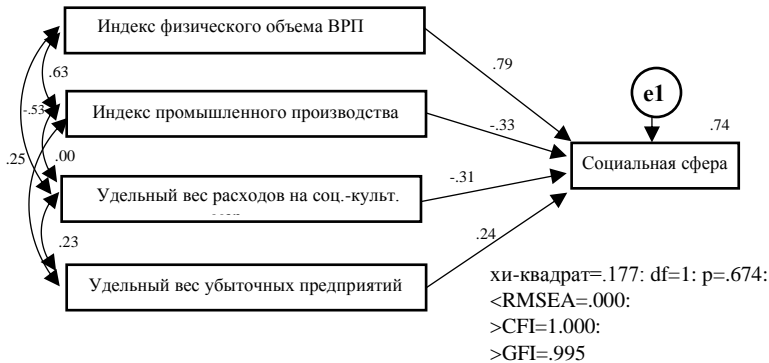 Индекс физического объема ВРП
.63
.79
-.53
Индекс промышленного производства
-.33
e1
.74
.25
.00
Социальная сфера
Удельный вес расходов на соц.-культ.
-.31
.23
.24
Удельный вес убыточных предприятий
хи-квадрат=.177: df=1: p=.674:
<RMSEA=.000:
>CFI=1.000:
>GFI=.995